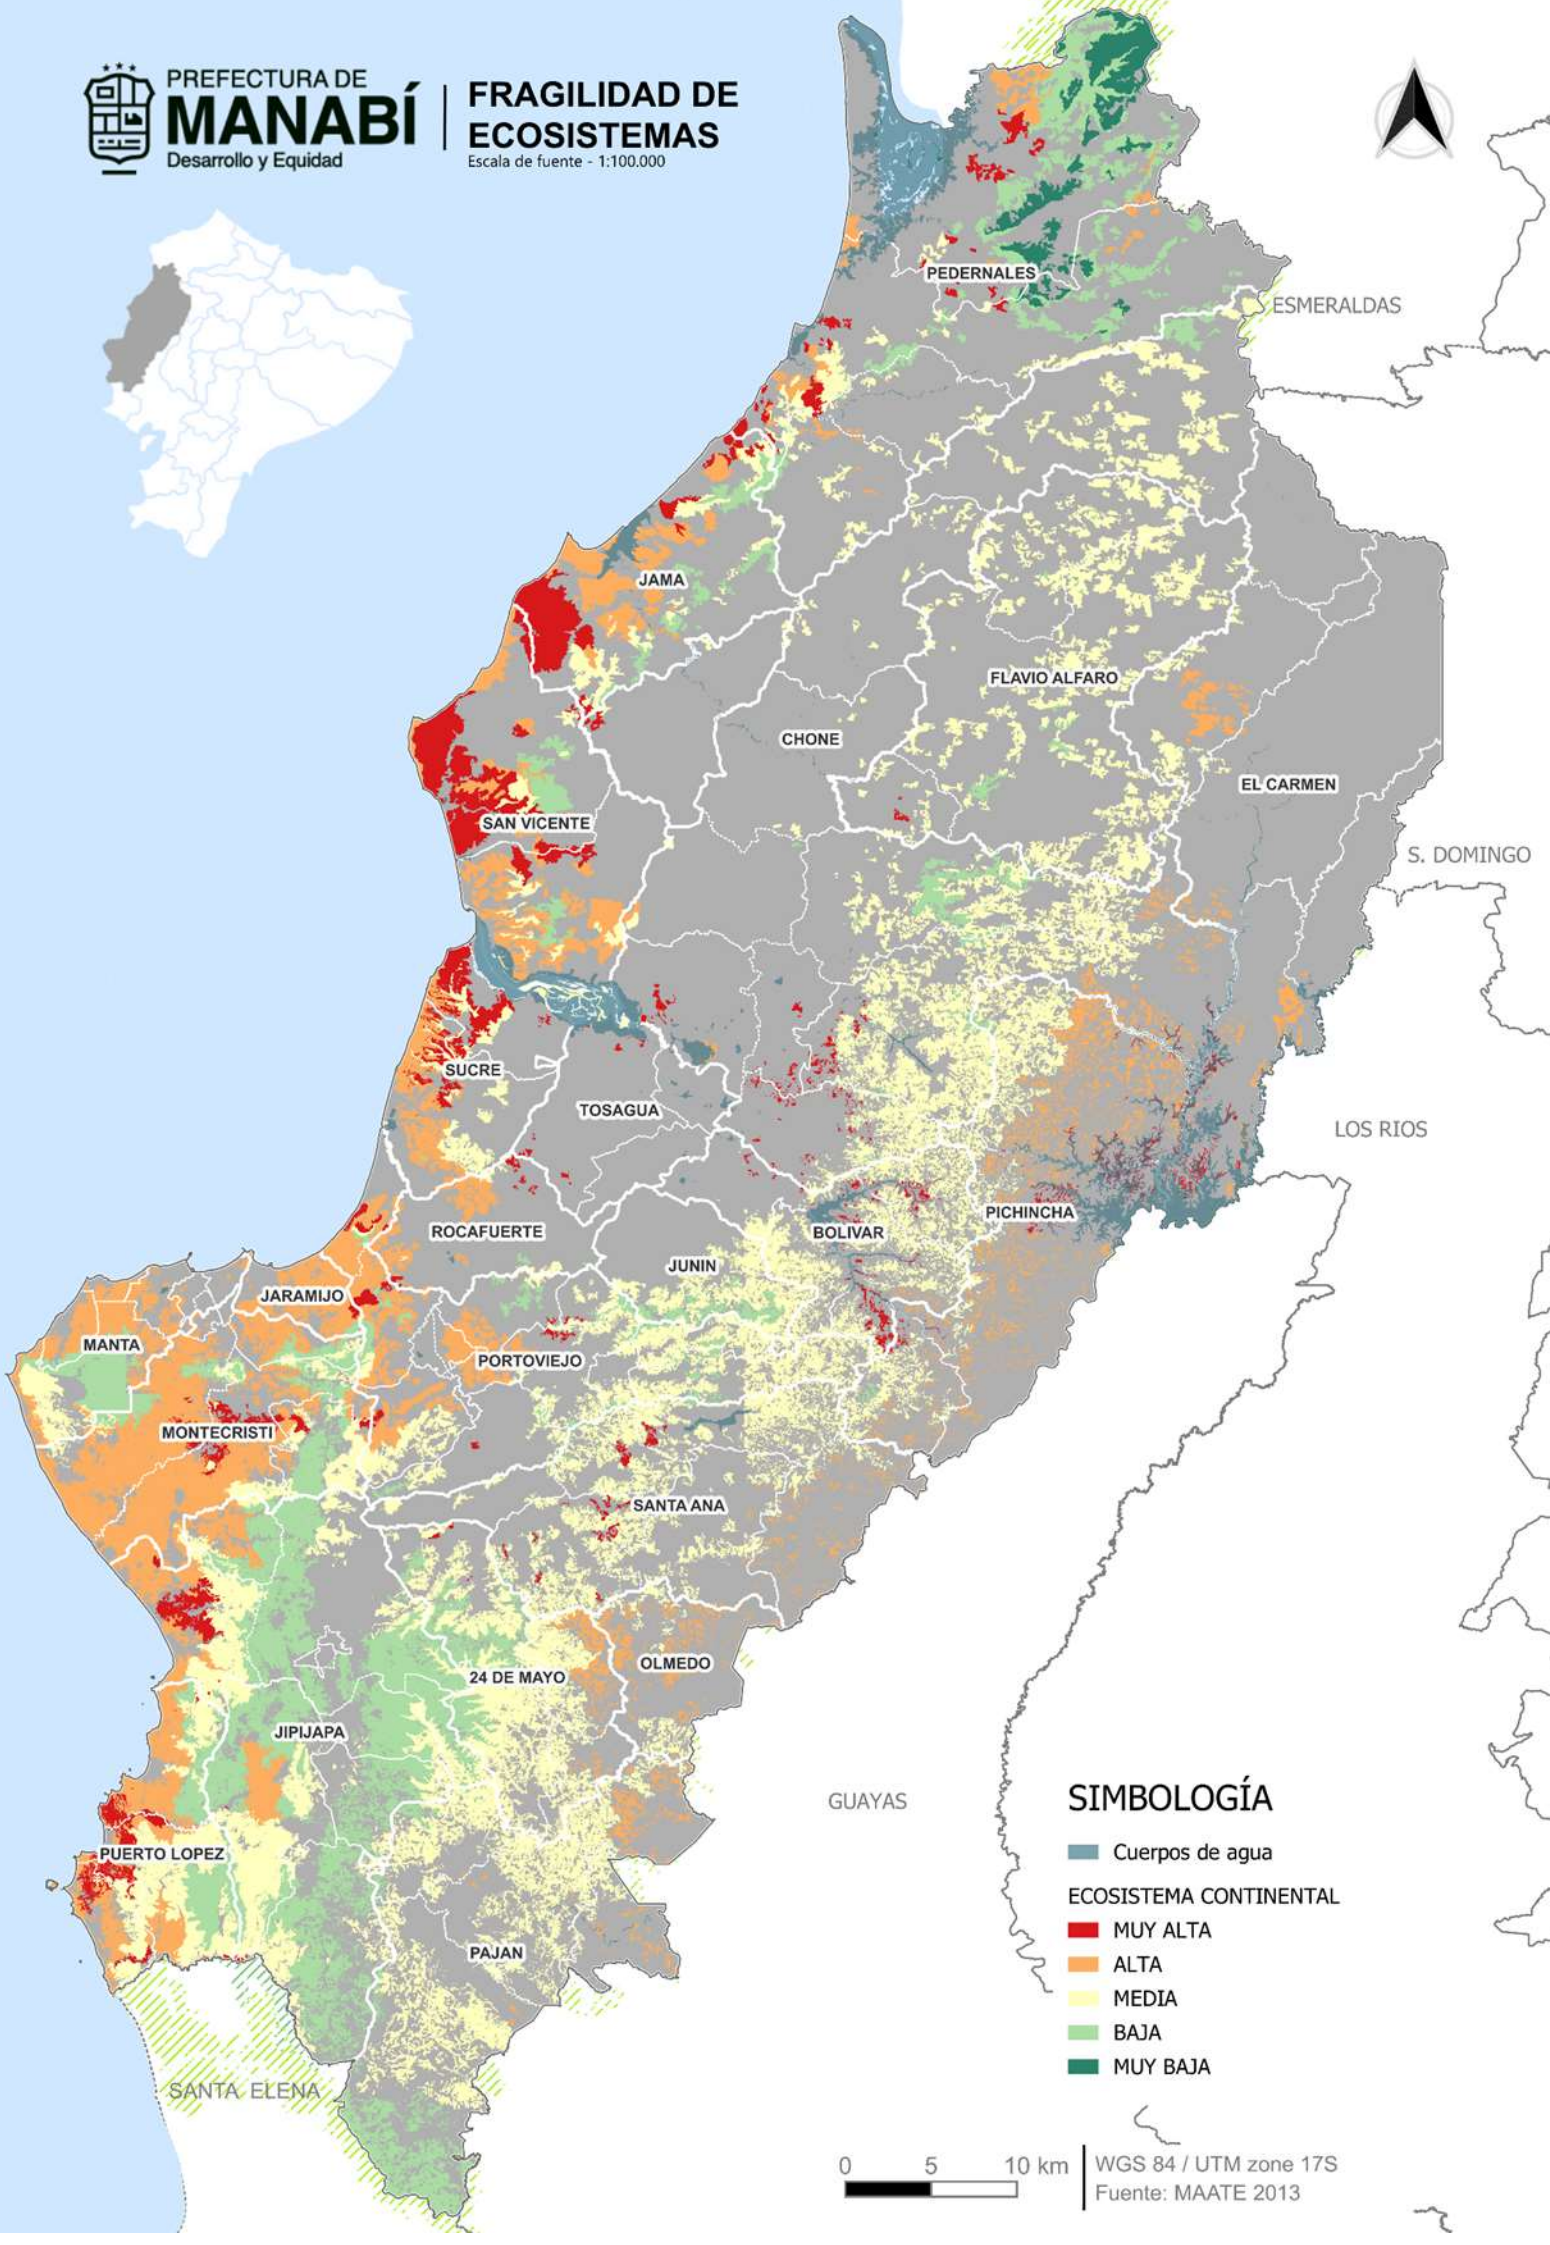 PREFECTURA DE
MANABÍ
Desarrollo y Equidad
FRAGILIDAD DE
ECOSISTEMAS
Escala de fuente - 1:100.000
PEDERNALES
ESMERALDAS
JAMA
FLAVIO ALFARO
CHONE
EL CARMEN
SAN VICENTE
S. DOMINGO
SUCRE
TOSAGUA
LOS RIOS
PICHINCHA
ROCAFUERTE
BOLIVAR
JUNIN
JARAMIJO
MANTA
PORTOVIEJO
MONTECRISTI
SANTA ANA
OLMEDO
24 DE MAYO
JIPIJAPA
GUAYAS
PUERTO LOPEZ
PAJAN
SANTA ELENA
SIMBOLOGÍA
Cuerpos de agua
ECOSISTEMA CONTINENTAL
MUY ALTA
ALTA
MEDIA
BAJA
MUY BAJA
0 5 10 km
WGS 84 / UTM zone 17S
Fuente: MAATE 2013